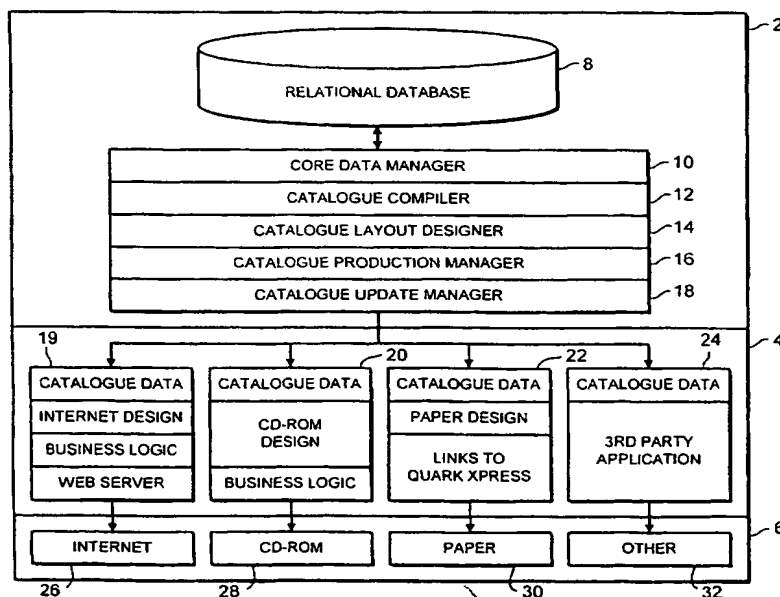 2
8
RELATIONAL DATABASE
CORE DATA MANAGER 10
CATALOGUE COMPILER 12
CATALOGUE LAYOUT DESIGNER 14
CATALOGUE PRODUCTION MANAGER 16
CATALOGUE UPDATE MANAGER 18
4
19
CATALOGUE DATA
INTERNET DESIGN
BUSINESS LOGIC
WEB SERVER
20
CATALOGUE DATA
CD-ROM
DESIGN
BUSINESS LOGIC
22
CATALOGUE DATA
PAPER DESIGN
LINKS TO
QUARK XPRESS
24
CATALOGUE DATA
3RD PARTY
APPLICATION
6
INTERNET
CD-ROM
PAPER
OTHER
26
28
30
32